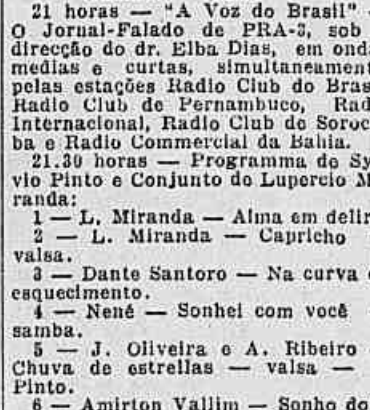 21 horas — "A Voz do Brasil" —
O Jornal-Falado de PRA-3, sob
direcção do dr. Elba Dias, em ond
medias e curtas, simultaneament
pelas estações Radio Club do Bras
Radio Club de Pernambuco, Rad
Internacional, Radio Club de Soroc
ba e Radio Commercial da Bahia.
21.30 horas — Programma de Sy
vio Pinto e Conjunto de Lupercio M
randa:
1 — L. Miranda — Alma em delir
2 — L. Miranda — Capricho
valsa.
3 — Dante Santoro — Na curva
esquecimento.
4 — Nené — Sonhei com você
samba.
5 — J. Oliveira e A. Ribeiro
Chuva de estrellas — valsa —
Pinto.
6 — Amirton Vallim — Sonho do